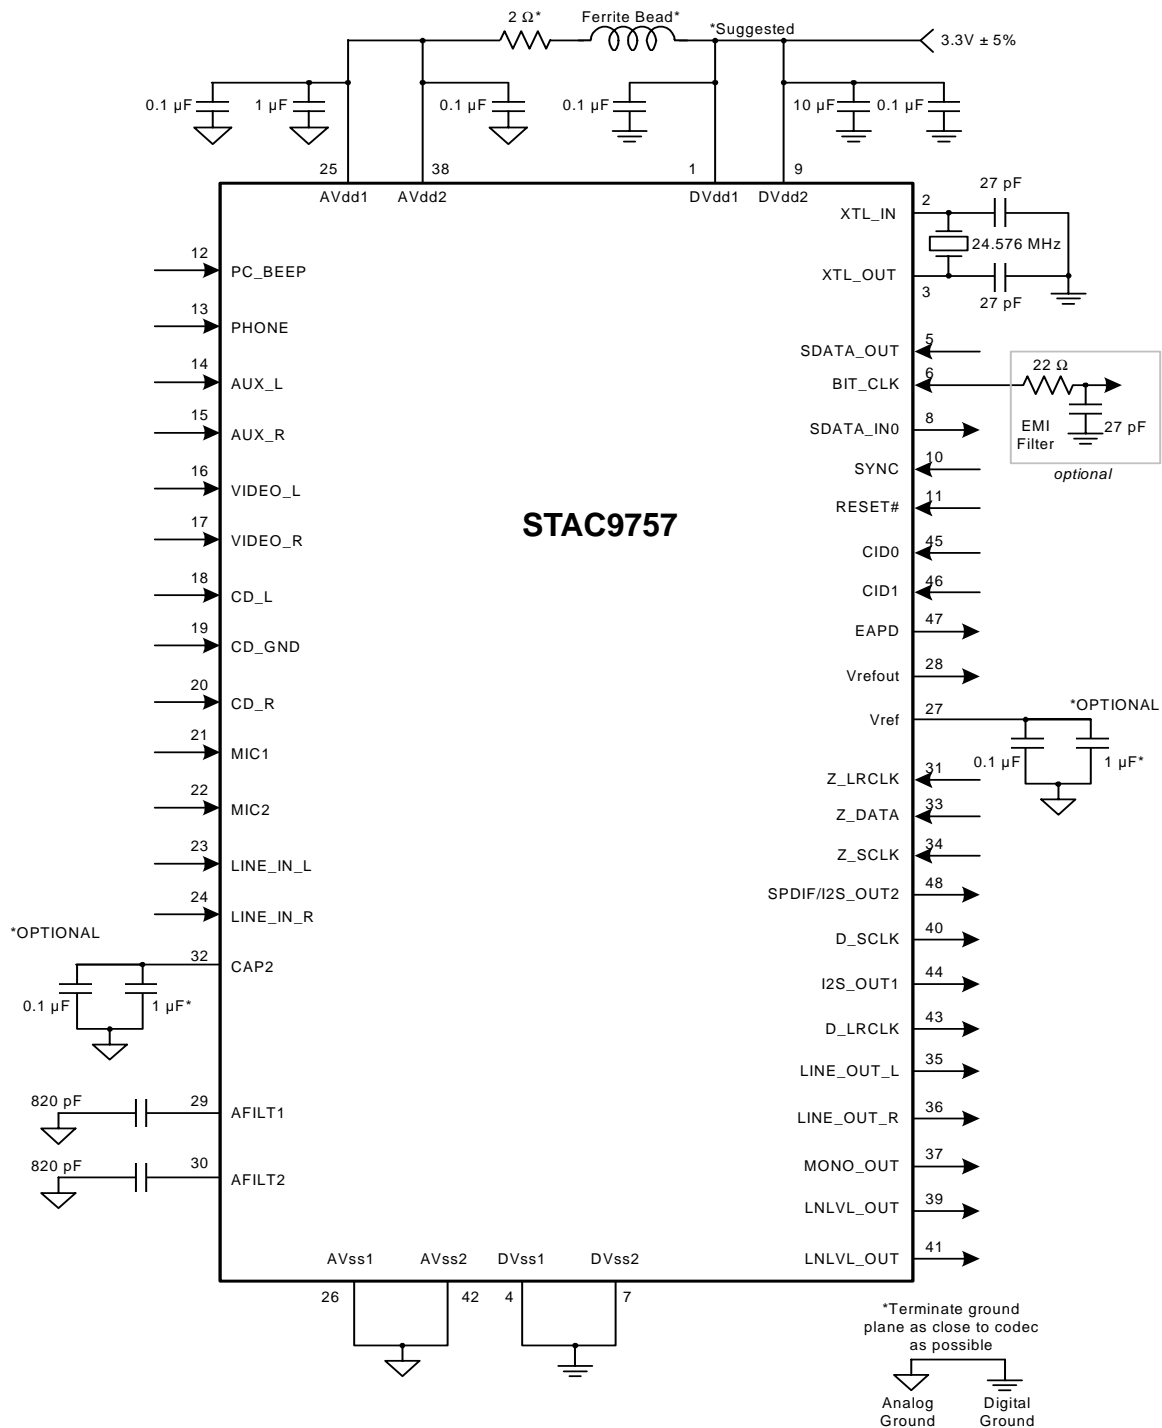 2 Ω*
Ferrite Bead*
*Suggested
3.3V ± 5%
0.1 µF
1 µF
0.1 µF
0.1 µF
10 µF
0.1 µF
25
38
1
9
AVdd1
AVdd2
DVdd1
DVdd2
12
PC_BEEP
13
PHONE
14
AUX_L
15
AUX_R
16
VIDEO_L
17
VIDEO_R
18
CD_L
19
CD_GND
20
CD_R
21
MIC1
22
MIC2
23
LINE_IN_L
24
LINE_IN_R
*OPTIONAL
32
CAP2
0.1 µF
1 µF*
820 pF
29
AFILT1
820 pF
30
AFILT2
STAC9757
XTL_IN
2
27 pF
24.576 MHz
XTL_OUT
3
27 pF
SDATA_OUT
5
BIT_CLK
6
22 Ω
EMI
Filter
27 pF
optional
SDATA_IN0
8
SYNC
10
RESET#
11
CID0
45
CID1
46
EAPD
47
Vrefout
28
Vref
27
*OPTIONAL
0.1 µF
1 µF*
Z_LRCLK
31
Z_DATA
33
Z_SCLK
34
SPDIF/I2S_OUT2
48
D_SCLK
40
I2S_OUT1
44
D_LRCLK
43
LINE_OUT_L
35
LINE_OUT_R
36
MONO_OUT
37
LNLVL_OUT
39
LNLVL_OUT
41
AVss1
AVss2
DVss1
DVss2
26
42
4
7
*Terminate ground
plane as close to codec
as possible
Analog
Ground
Digital
Ground